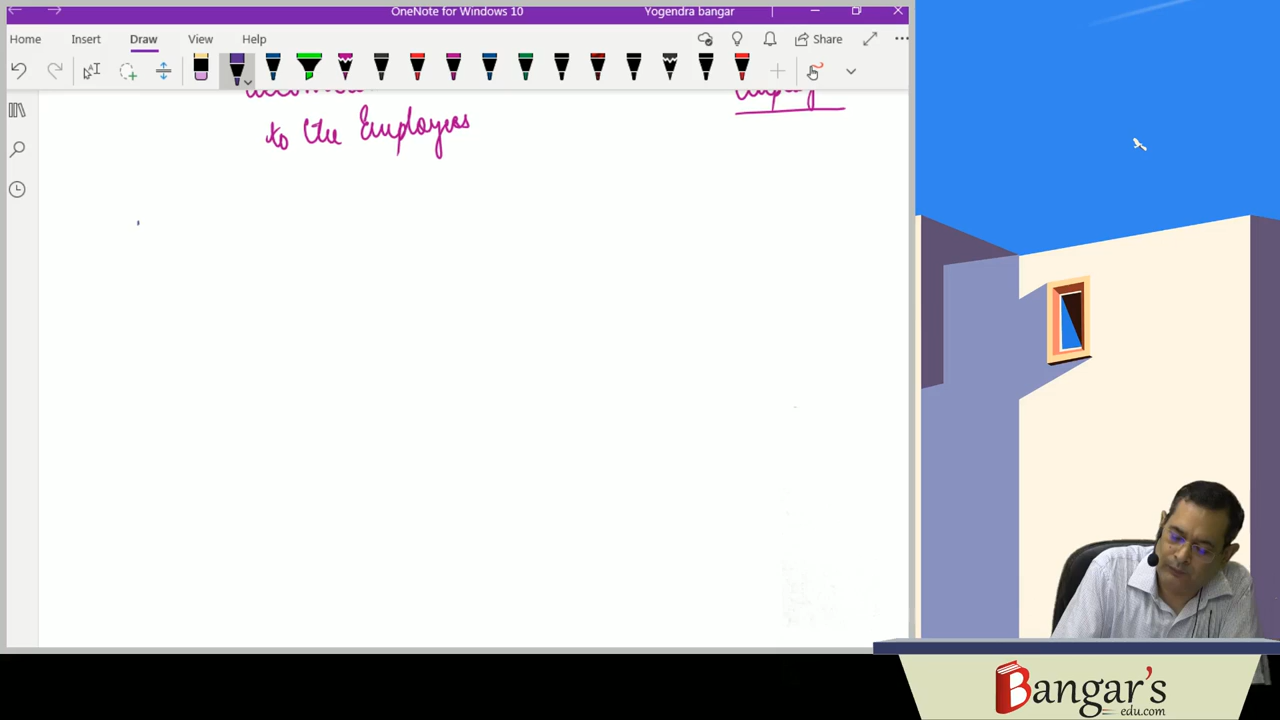 OneNote for Windows 10
Yogendra bangar
Home
Insert
Draw
View
Help
Share
to the Employees
Bangar's
edu.com